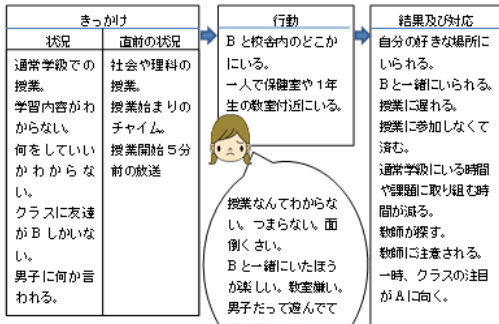 きっかけ
状況
通常学級での
授業。
学習内容がわ
からない。
何をしていい
かわからな
い。
クラスに友達
が B しかいな
い。
男子に何か言
われる。
直前の状況
社会や理科の
授業。
授業始まりの
チャイム。
授業開始５分
前の放送
行動
B と校舎内のどこか
にいる。
一人で保健室や１年
生の教室付近にいる。
授業なんてわからな
い。つまらない。面
倒くさい。
B と一緒にいたほう
が楽しい。教室嫌い。
男子だって遊んでて
結果及び対応
自分の好きな場所に
いられる。
B と一緒にいられる。
授業に遅れる。
授業に参加しなくて
済む。
通常学級にいる時間
や課題に取り組む時
間が減る。
教師が探す。
教師に注意される。
一時、クラスの注目
が A に向く。